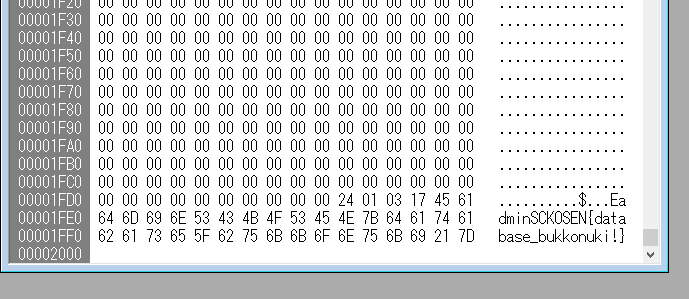 00001F20 00 00 00 00 00 00 00 00 00 00 00 00 00 00 00 00 ................
00001F30 00 00 00 00 00 00 00 00 00 00 00 00 00 00 00 00 ................
00001F40 00 00 00 00 00 00 00 00 00 00 00 00 00 00 00 00 ................
00001F50 00 00 00 00 00 00 00 00 00 00 00 00 00 00 00 00 ................
00001F60 00 00 00 00 00 00 00 00 00 00 00 00 00 00 00 00 ................
00001F70 00 00 00 00 00 00 00 00 00 00 00 00 00 00 00 00 ................
00001F80 00 00 00 00 00 00 00 00 00 00 00 00 00 00 00 00 ................
00001F90 00 00 00 00 00 00 00 00 00 00 00 00 00 00 00 00 ................
00001FA0 00 00 00 00 00 00 00 00 00 00 00 00 00 00 00 00 ................
00001FB0 00 00 00 00 00 00 00 00 00 00 00 00 00 00 00 00 ................
00001FC0 00 00 00 00 00 00 00 00 00 00 00 00 00 00 00 00 ................
00001FD0 00 00 00 00 00 00 00 00 00 00 24 01 03 17 45 61 ..........$...Ea
00001FE0 64 6D 69 6E 53 43 4B 4F 53 45 4E 7B 64 61 74 61 dminSCKOSEN{data
00001FF0 62 61 73 65 5F 62 75 6B 6B 6F 6E 75 6B 69 21 7D base_bukkonuki!}
00002000